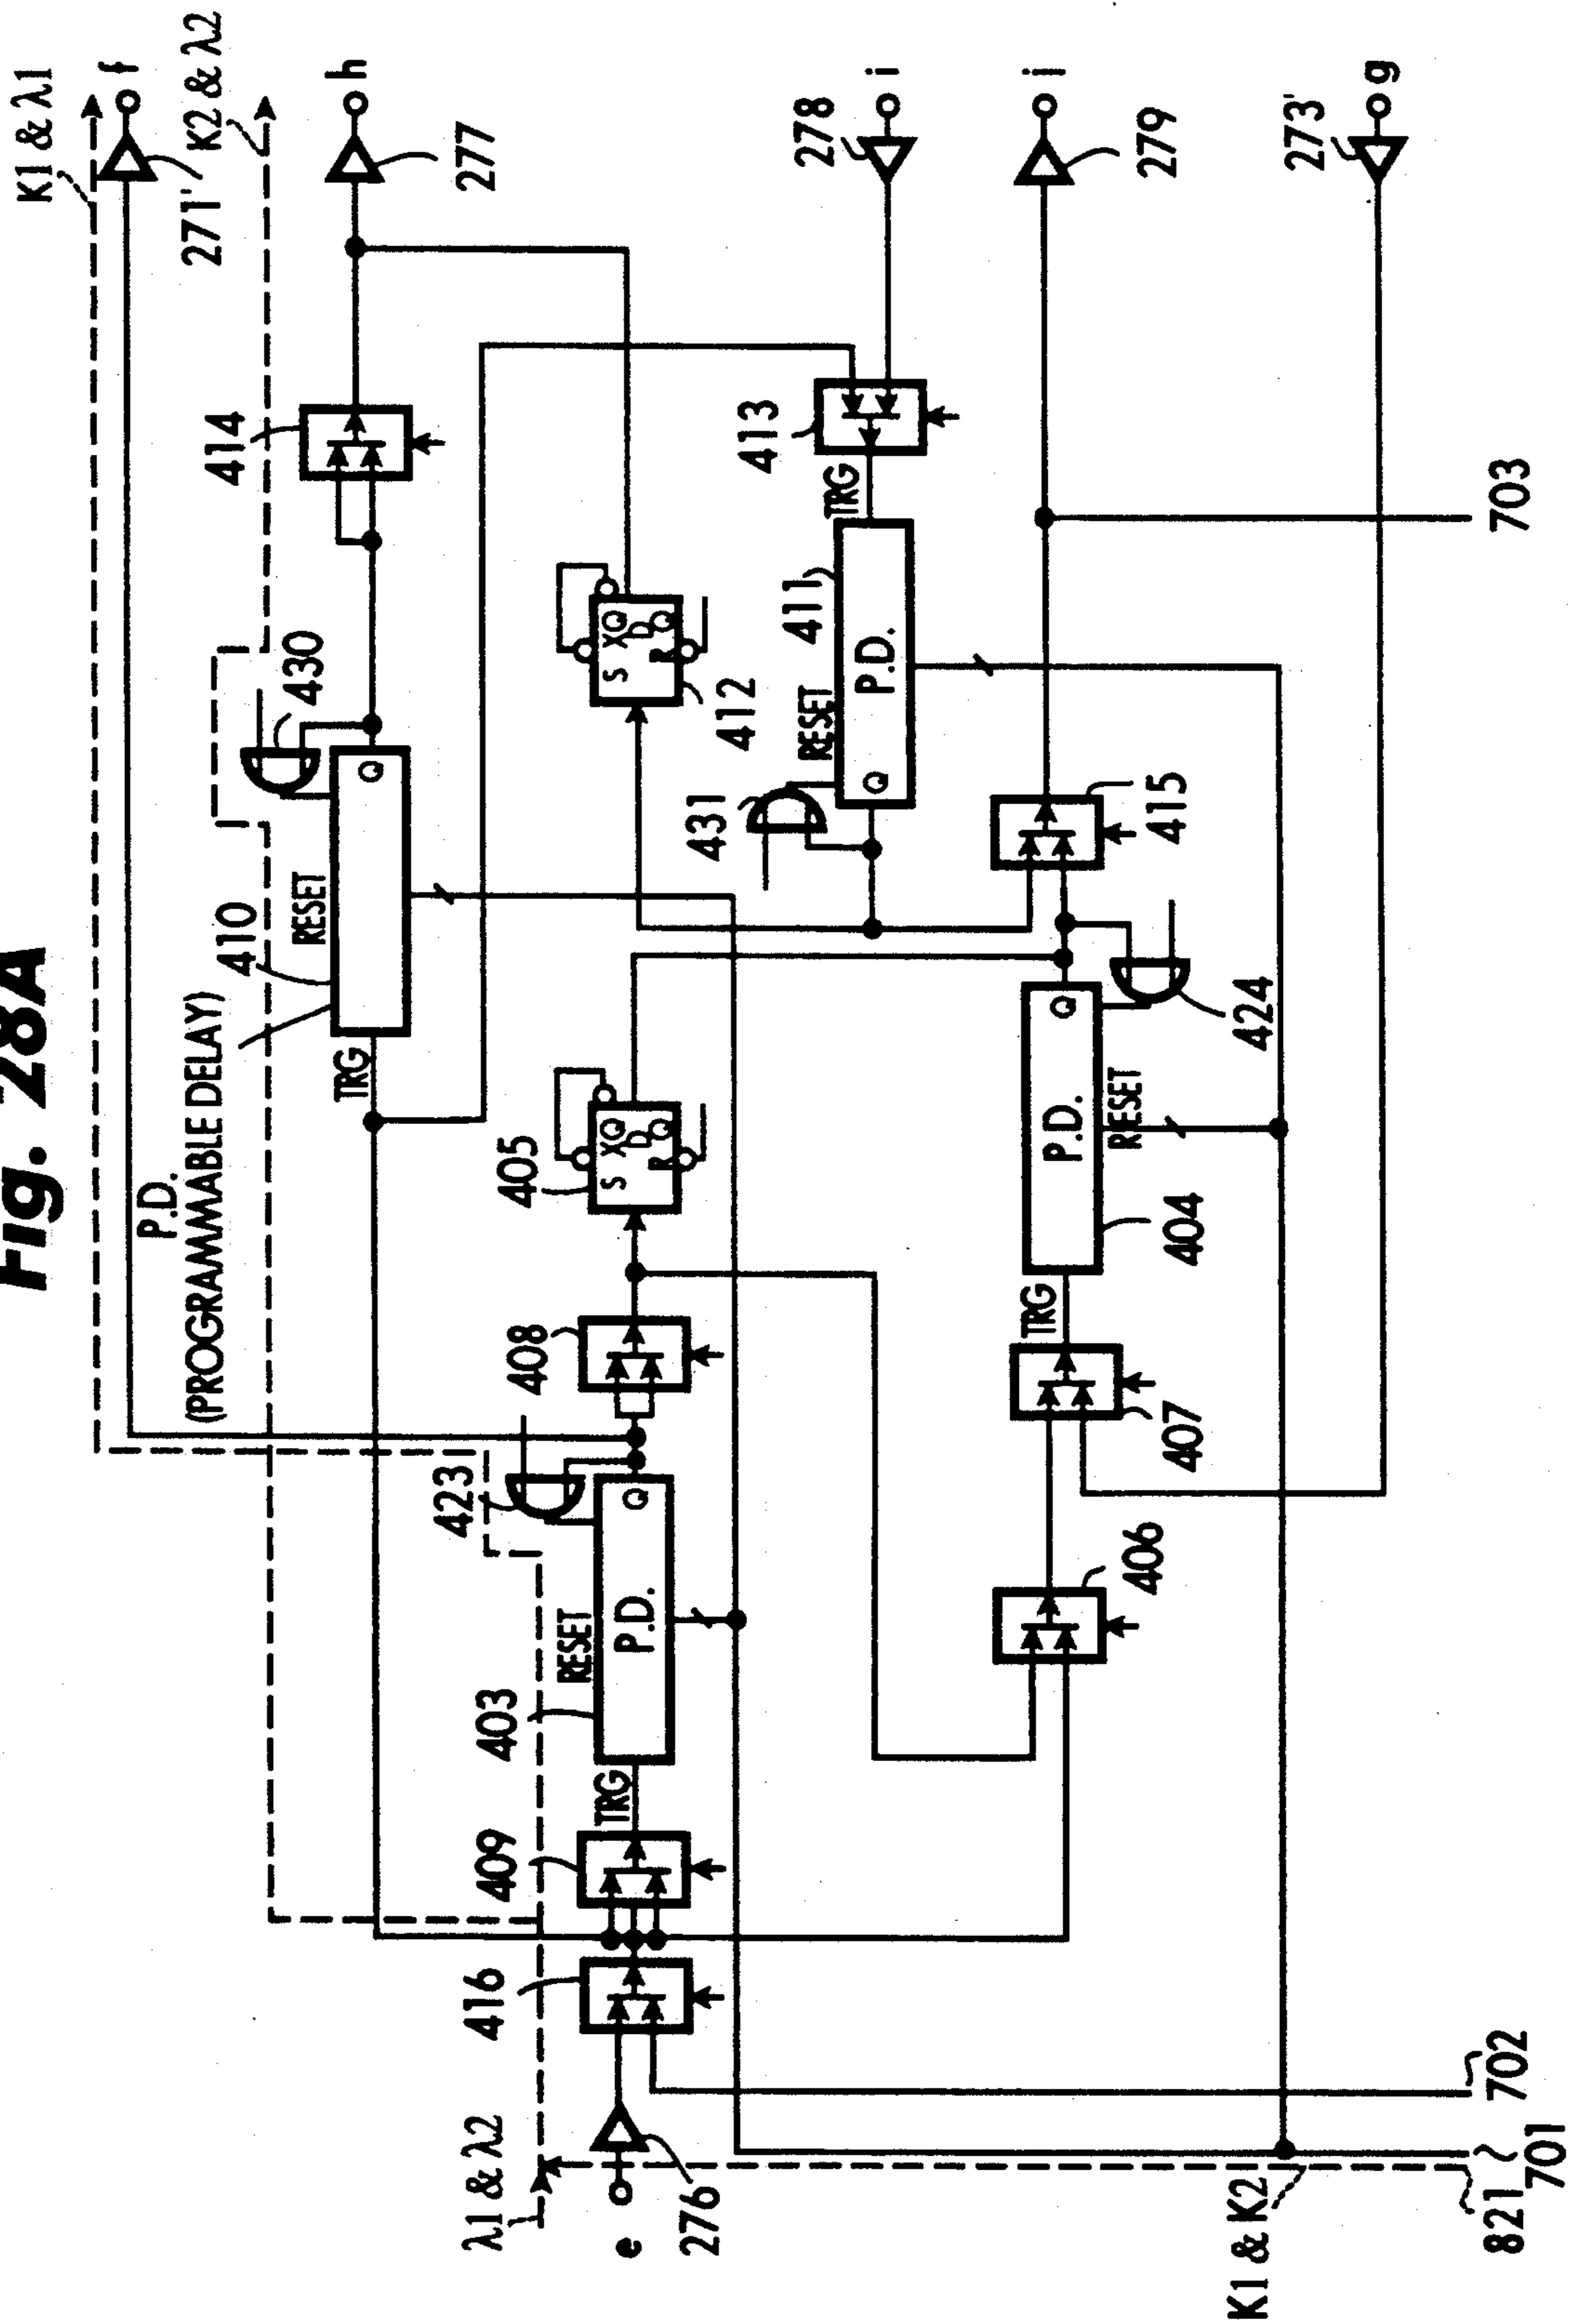 Fig. 28A
K1 & λ1
f
271'
K2 & λ2
h
277
P.D.
(PROGRAMMABLE DELAY)
410
RESET
TRG
Q
430
414
278
i
279
j
273'
g
413
TRG
411
P.D.
RESET
Q
431
412
S
XQ
D
R
Q
415
703
405
S
XQ
D
R
Q
408
423
403
RESET
P.D.
Q
TRG
409
416
λ1 & λ2
e
276
406
407
TRG
404
P.D.
RESET
Q
424
K1 & K2
821
701
702